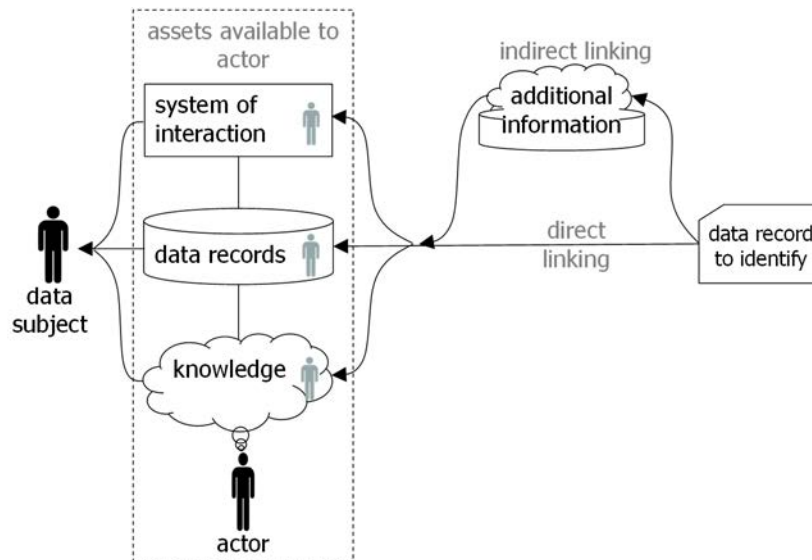 assets available to
actor
system of
interaction
data records
knowledge
actor
data
subject
indirect linking
additional
information
direct
linking
data record
to identify